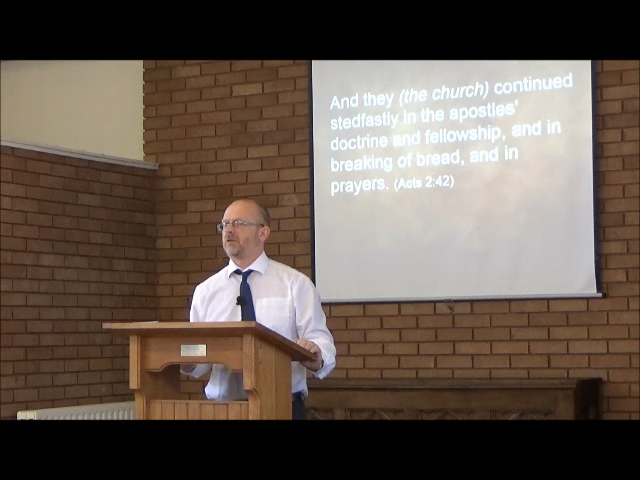 And they (the church) continued
stedfastly in the apostles'
doctrine and fellowship, and in
breaking of bread, and in
prayers. (Acts 2:42)